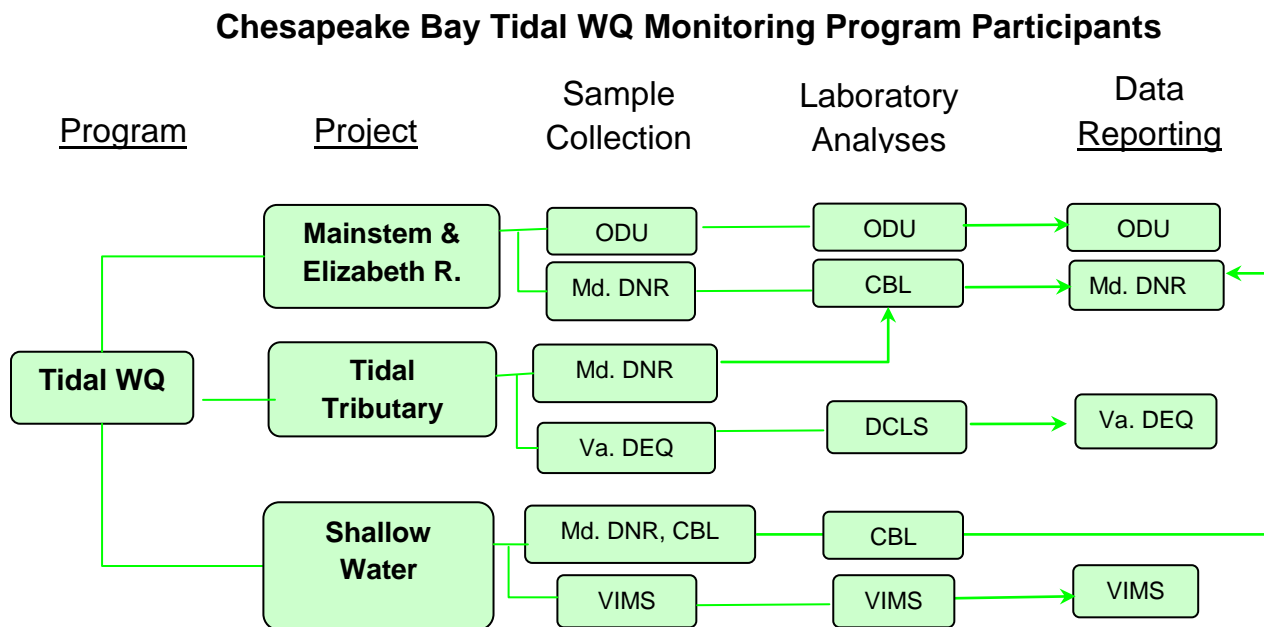 Chesapeake Bay Tidal WQ Monitoring Program Participants
Program
Project
Sample
Collection
Laboratory
Analyses
Data
Reporting
Mainstem &
Elizabeth R.
ODU
ODU
ODU
Md. DNR
CBL
Md. DNR
Tidal WQ
Tidal
Tributary
Md. DNR
Va. DEQ
DCLS
Va. DEQ
Shallow
Water
Md. DNR, CBL
CBL
VIMS
VIMS
VIMS